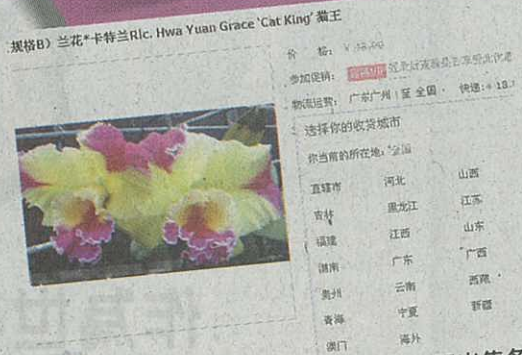 规格B）兰花*卡特兰Rlc. Hwa Yuan Grace 'Cat King' 猫王
价 格：
参加促销：
物流运费： 广东广州 | 至 全国 快递：
选择你的收货城市
你当前的所在地：全国
直辖市 河北 山西
吉林 黑龙江 江苏
福建 江西 山东
湖南 广东 广西
贵州 云南 西藏
青海 宁夏 新疆
澳门 海外